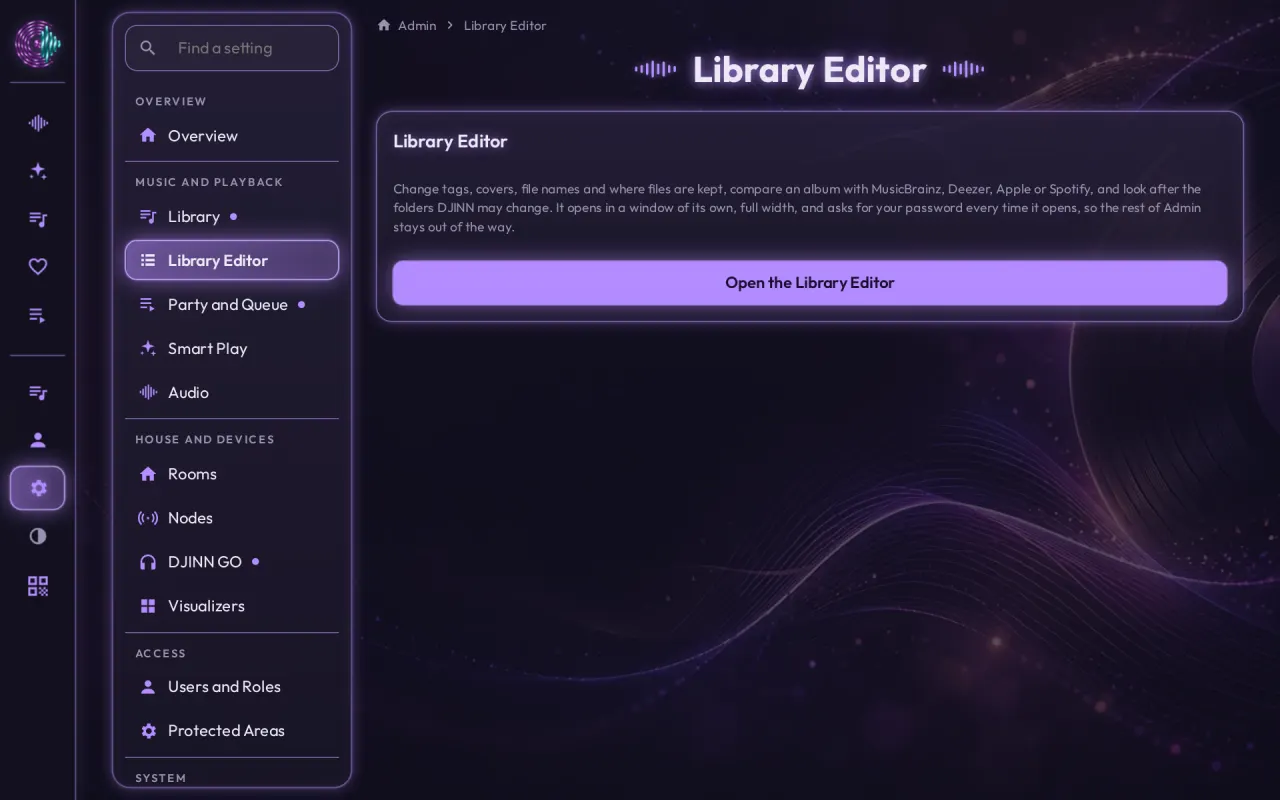 Find a setting
OVERVIEW
Overview
MUSIC AND PLAYBACK
Library
Library Editor
Party and Queue
Smart Play
Audio
HOUSE AND DEVICES
Rooms
Nodes
DJINN GO
Visualizers
ACCESS
Users and Roles
Protected Areas
SYSTEM
Admin > Library Editor
Library Editor
Library Editor
Change tags, covers, file names and where files are kept, compare an album with MusicBrainz, Deezer, Apple or Spotify, and look after the
folders DJINN may change. It opens in a window of its own, full width, and asks for your password every time it opens, so the rest of Admin
stays out of the way.
Open the Library Editor